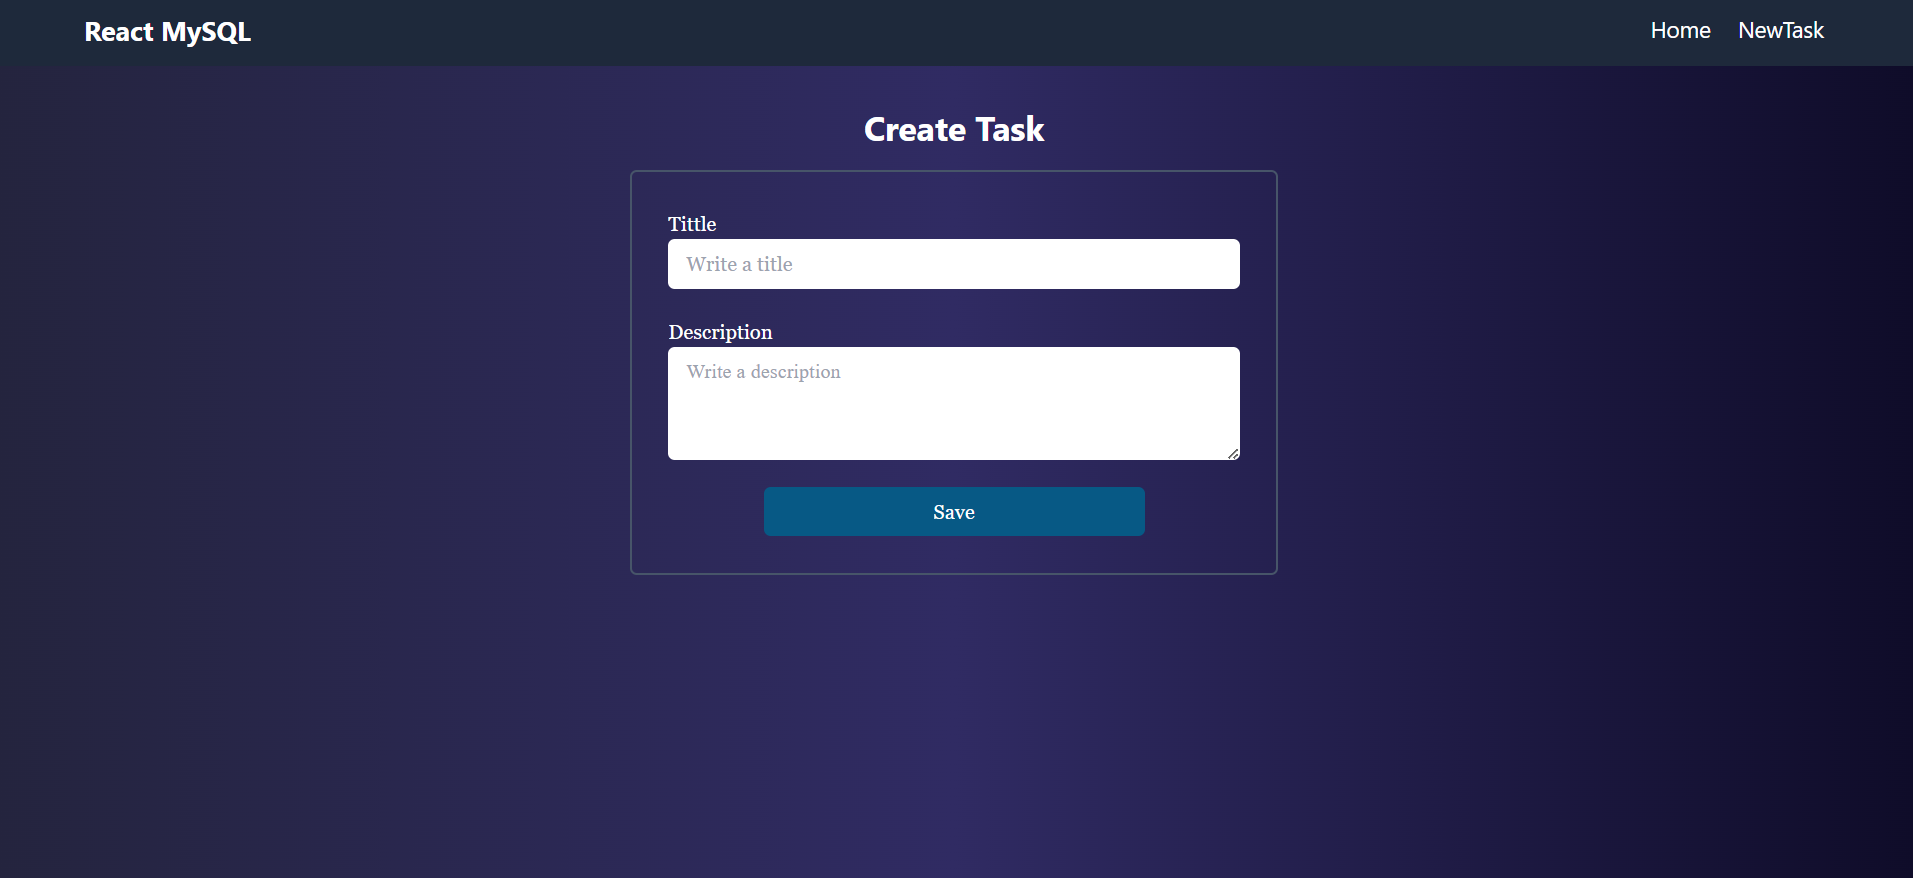 React MySQL
Home NewTask
Create Task
Tittle
Write a title
Description
Write a description
Save